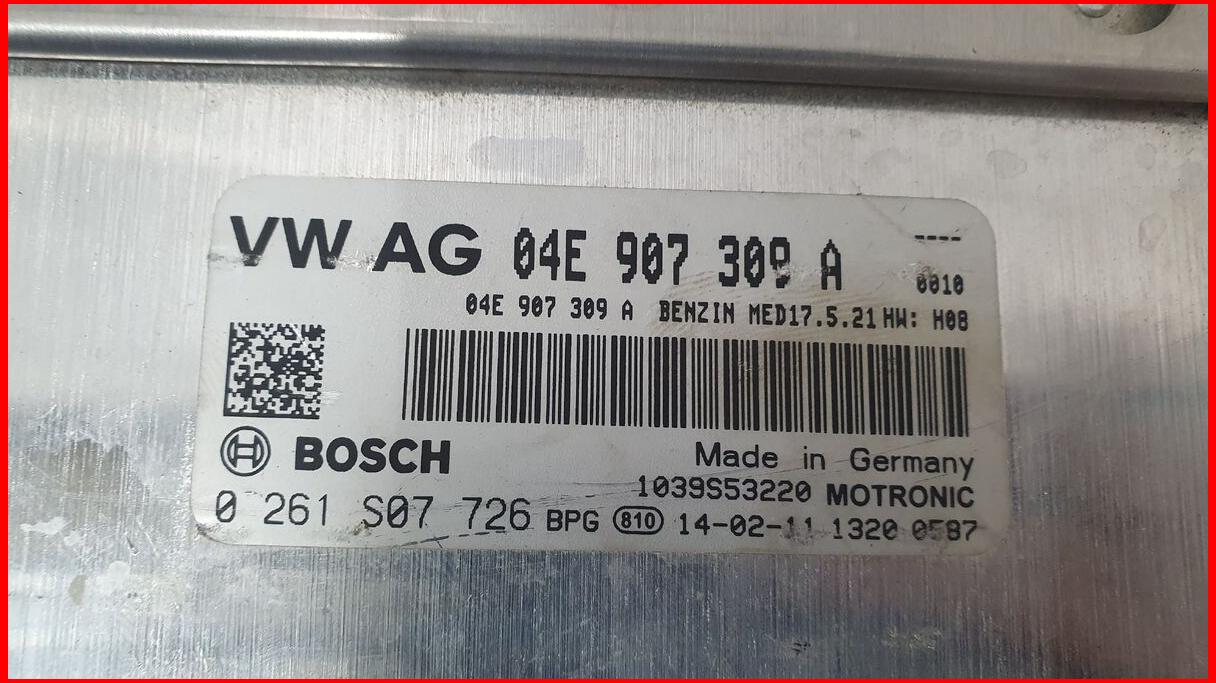 VW AG 04E 907 309 A ----
0010
04E 907 309 A BENZIN MED17.5.21 HW: H08
BOSCH Made in Germany
1039S53220 MOTRONIC
0 261 S07 726 BPG 810 14-02-11 1320 0587